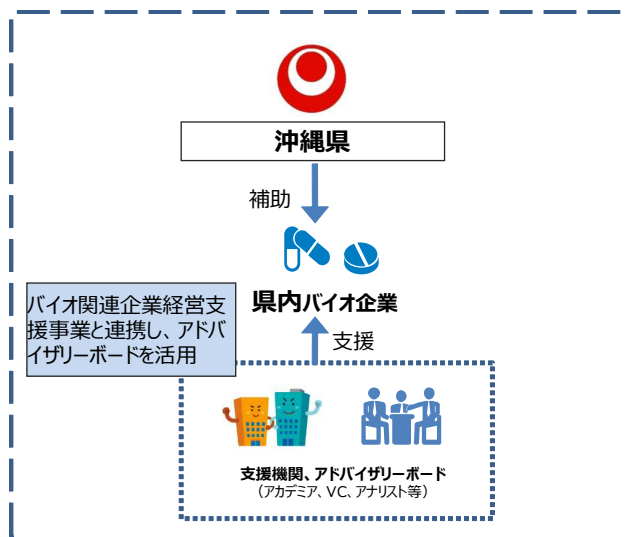 沖縄県
補助
県内バイオ企業
バイオ関連企業経営支
援事業と連携し、アドバ
イザリーボードを活用
支援
支援機関、アドバイザリーボード
（アカデミア、VC、アナリスト等）